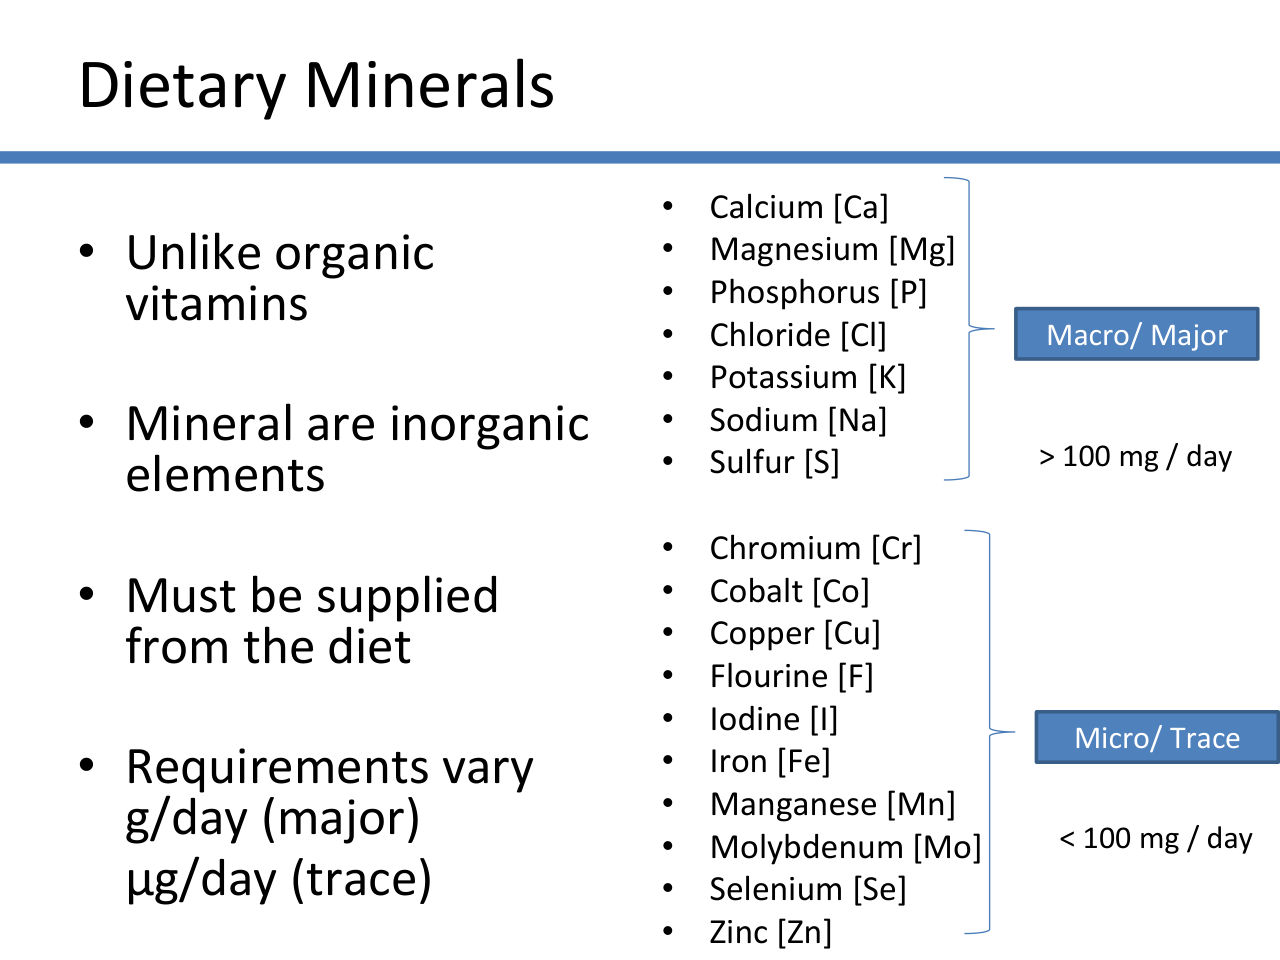 Dietary Minerals
• Unlike organic
vitamins
• Mineral are inorganic
elements
• Must be supplied
from the diet
• Requirements vary
g/day (major)
µg/day (trace)
• Calcium [Ca]
• Magnesium [Mg]
• Phosphorus [P]
• Chloride [Cl]
• Potassium [K]
• Sodium [Na]
• Sulfur [S]
Macro/ Major
> 100 mg / day
• Chromium [Cr]
• Cobalt [Co]
• Copper [Cu]
• Flourine [F]
• Iodine [I]
• Iron [Fe]
• Manganese [Mn]
• Molybdenum [Mo]
• Selenium [Se]
• Zinc [Zn]
Micro/ Trace
< 100 mg / day